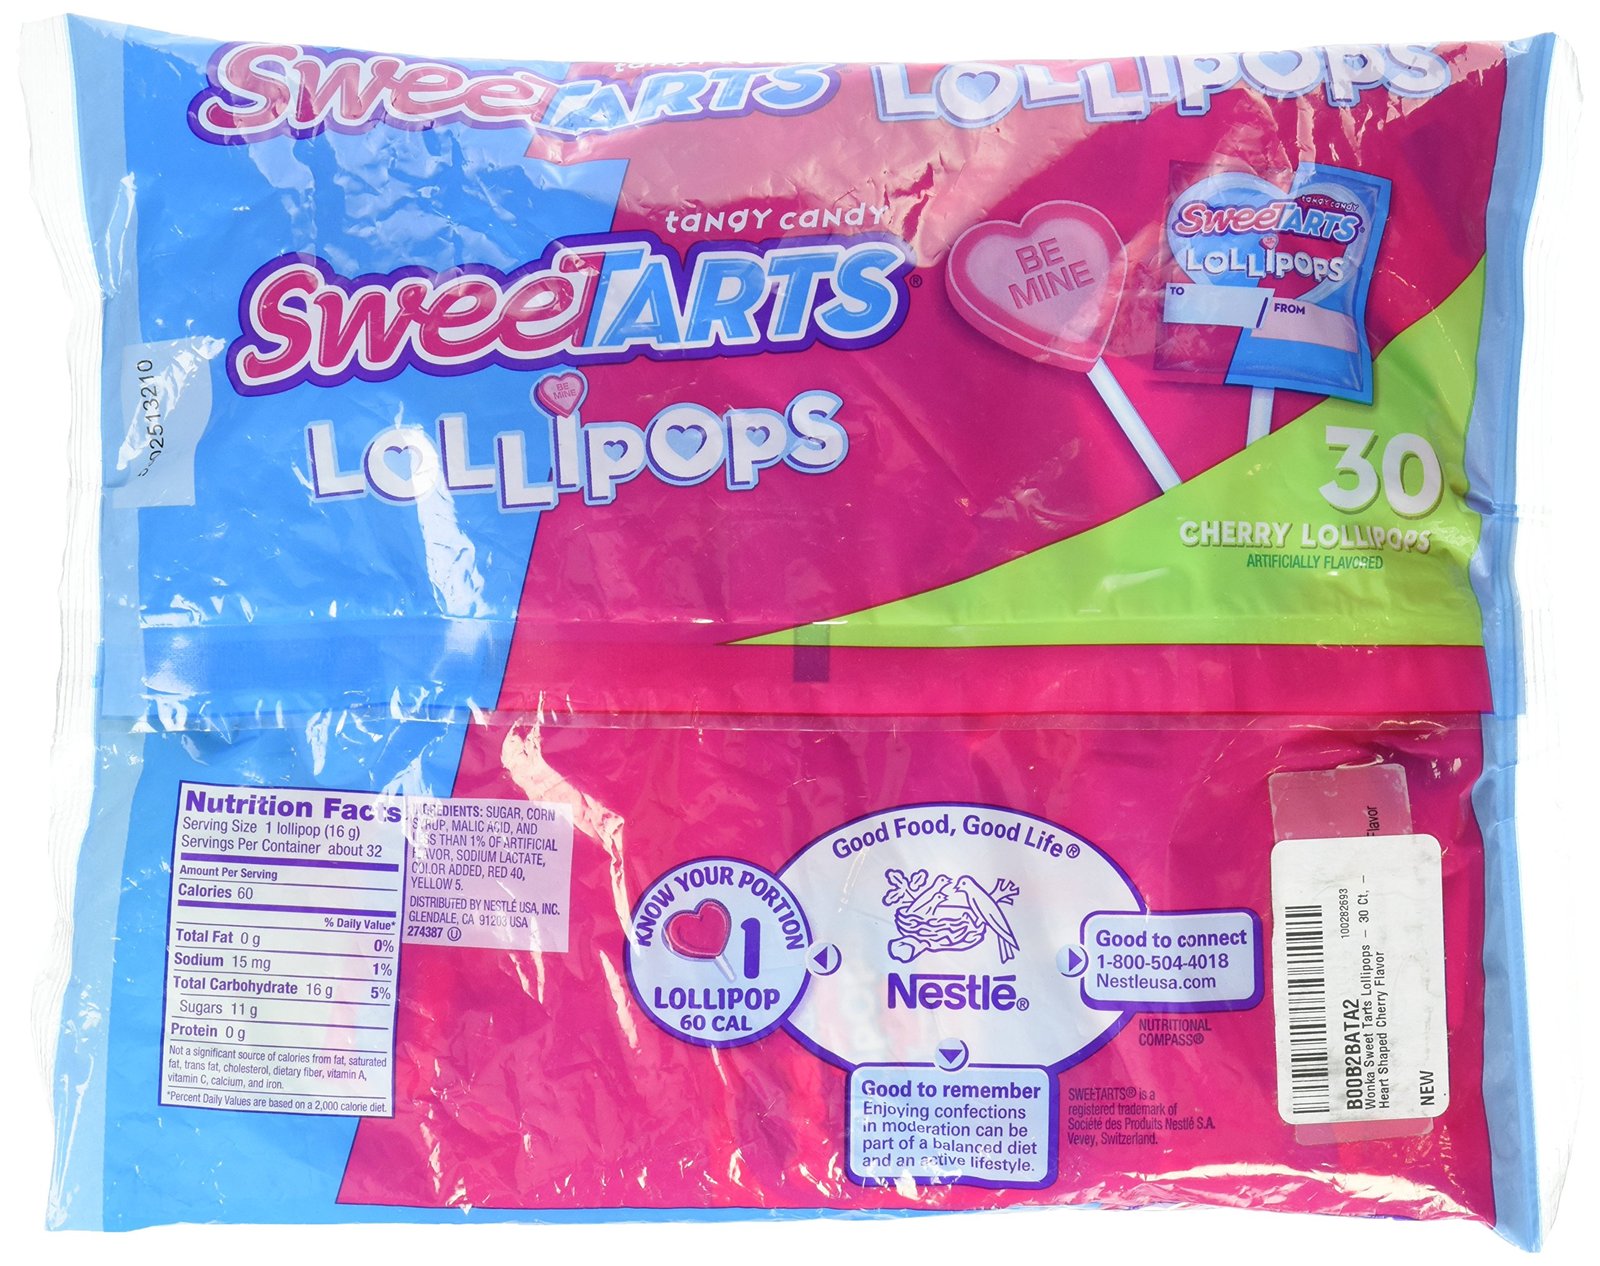 SweeTARTS LOLLIPOPS
tangy candy
SweeTARTS®
LOLLIPOPS
BE
MINE
BE
MINE
tangy candy
SweeTARTS
LOLLIPOPS
TO
FROM
30
CHERRY LOLLIPOPS
ARTIFICIALLY FLAVORED
02513210
Nutrition Facts
Serving Size 1 lollipop (16 g)
Servings Per Container about 32
Amount Per Serving
Calories 60
% Daily Value*
Total Fat 0 g 0%
Sodium 15 mg 1%
Total Carbohydrate 16 g 5%
Sugars 11 g
Protein 0 g
Not a significant source of calories from fat, saturated
fat, trans fat, cholesterol, dietary fiber, vitamin A,
vitamin C, calcium, and iron.
*Percent Daily Values are based on a 2,000 calorie diet.
INGREDIENTS: SUGAR, CORN
SYRUP, MALIC ACID, AND
LESS THAN 1% OF ARTIFICIAL
FLAVOR, SODIUM LACTATE,
COLOR ADDED, RED 40,
YELLOW 5.
DISTRIBUTED BY NESTLÉ USA, INC.
GLENDALE, CA 91203 USA
274387 Ⓤ
KNOW YOUR PORTION
1
LOLLIPOP
60 CAL
Good Food, Good Life®
Nestlé®
Good to connect
1-800-504-4018
Nestleusa.com
NUTRITIONAL
COMPASS®
Good to remember
Enjoying confections
in moderation can be
part of a balanced diet
and an active lifestyle.
SWEETARTS® is a
registered trademark of
Société des Produits Nestlé S.A.
Vevey, Switzerland.
Flavor
100282693
B00B2BATA2
Wonka Sweet Tarts Lollipops - 30 Ct, -
Heart Shaped Cherry Flavor
NEW